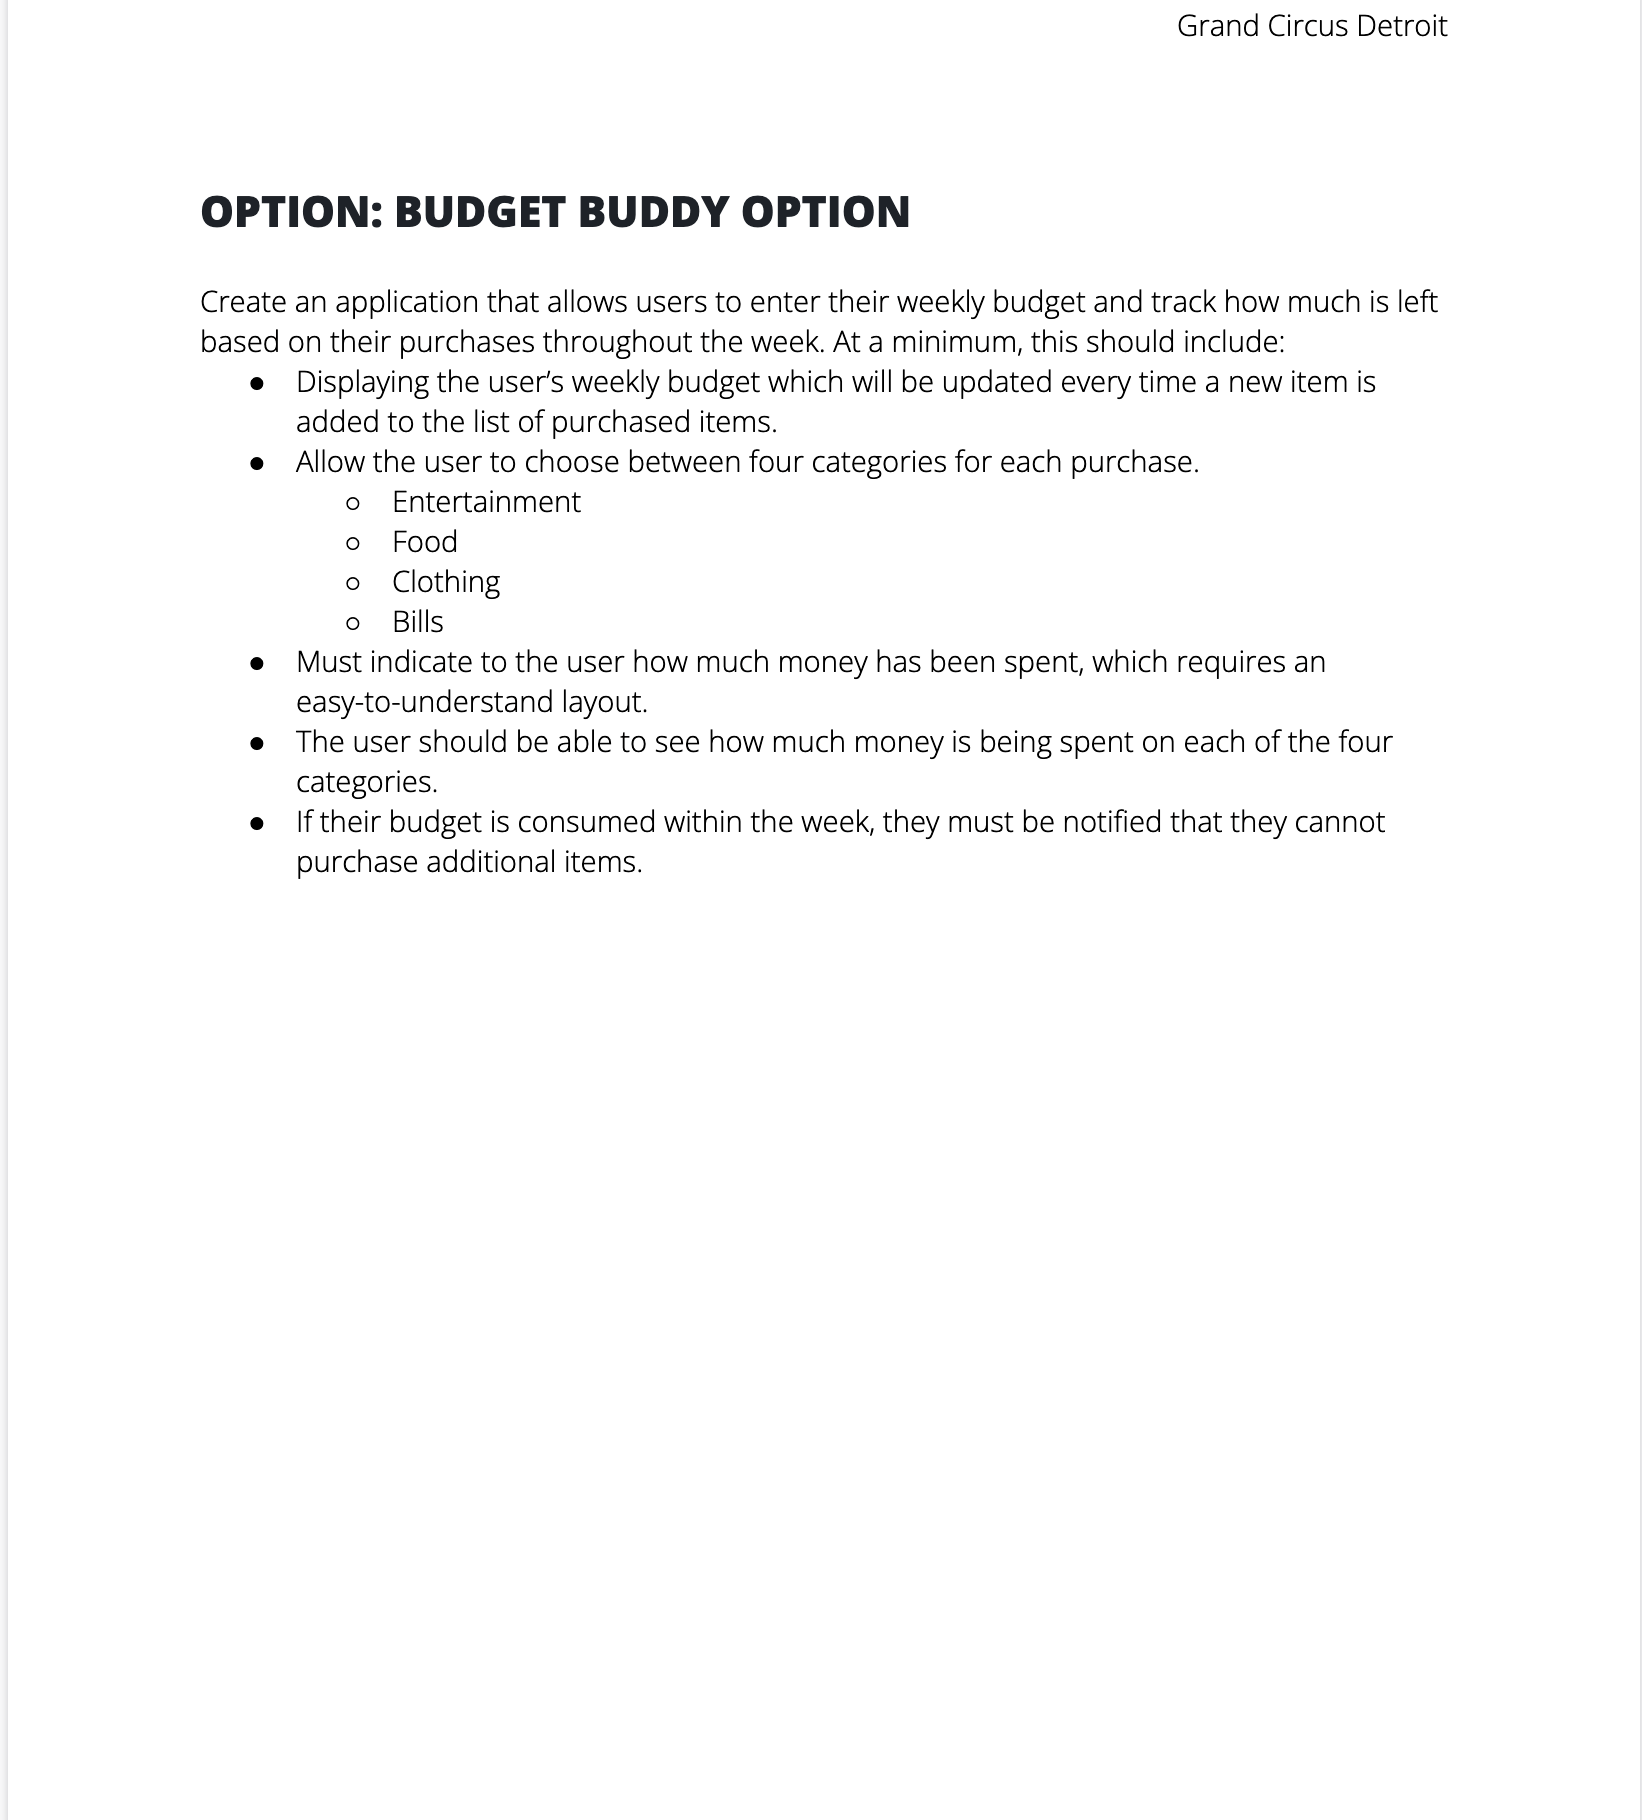 Grand Circus Detroit
OPTION: BUDGET BUDDY OPTION
Create an application that allows users to enter their weekly budget and track how much is left
based on their purchases throughout the week. At a minimum, this should include:
● Displaying the user’s weekly budget which will be updated every time a new item is
added to the list of purchased items.
● Allow the user to choose between four categories for each purchase.
○ Entertainment
○ Food
○ Clothing
○ Bills
● Must indicate to the user how much money has been spent, which requires an
easy-to-understand layout.
● The user should be able to see how much money is being spent on each of the four
categories.
● If their budget is consumed within the week, they must be notified that they cannot
purchase additional items.